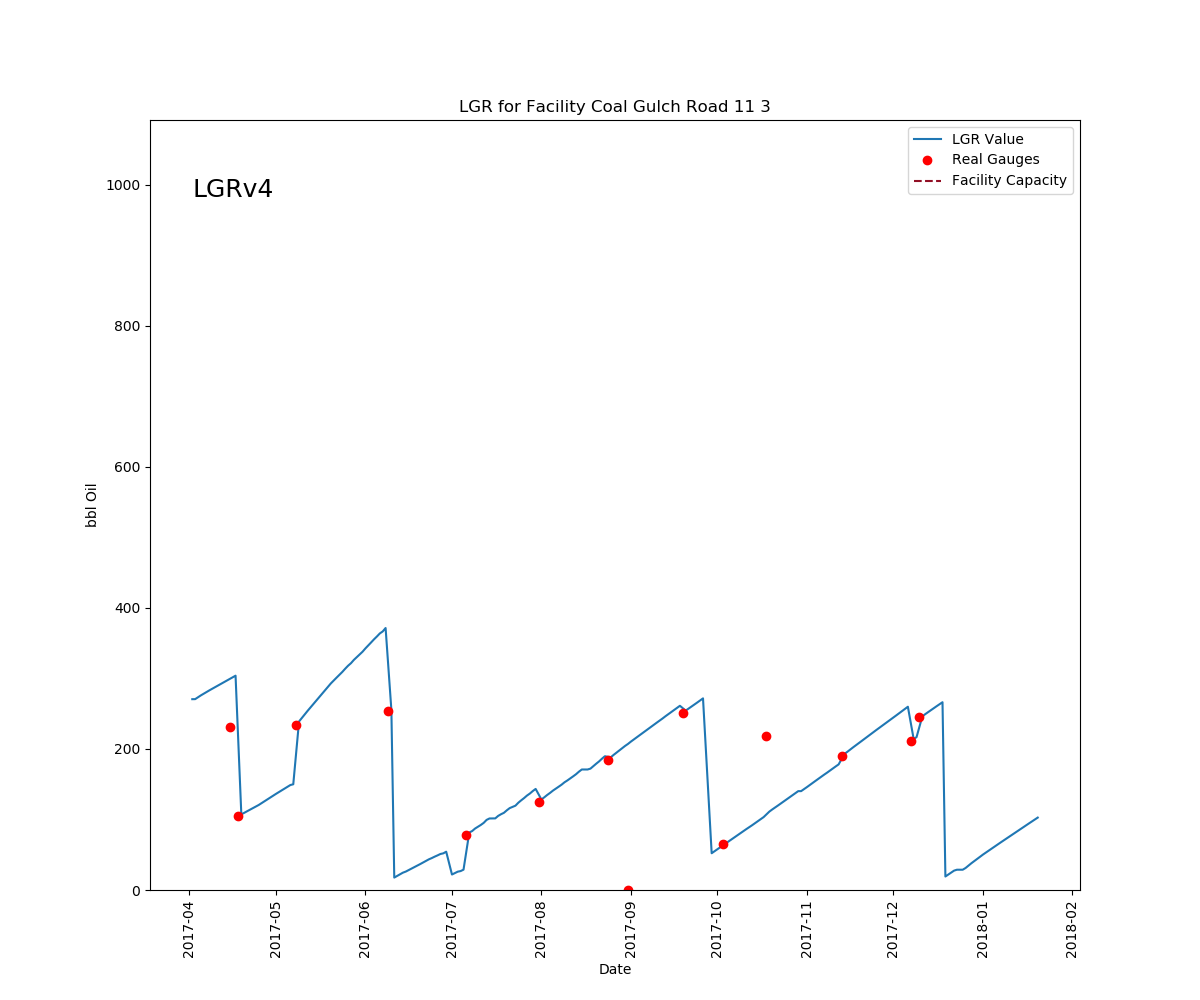 LGR for Facility Coal Gulch Road 11 3
LGRv4
LGR Value
Real Gauges
Facility Capacity
bbl Oil
1000
800
600
400
200
0
2017-04
2017-05
2017-06
2017-07
2017-08
2017-09
2017-10
2017-11
2017-12
2018-01
2018-02
Date